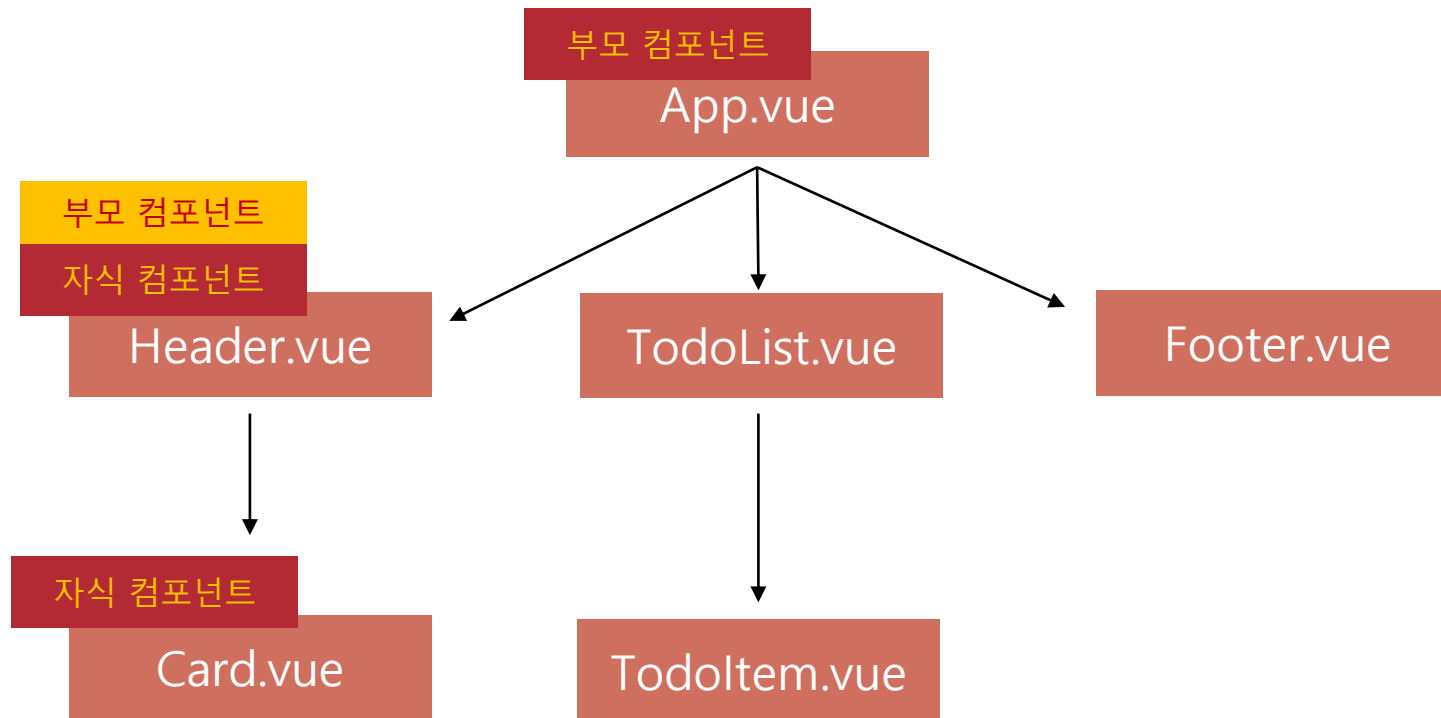 부모 컴포넌트
App.vue
부모 컴포넌트
자식 컴포넌트
Header.vue
TodoList.vue
Footer.vue
자식 컴포넌트
Card.vue
TodoItem.vue